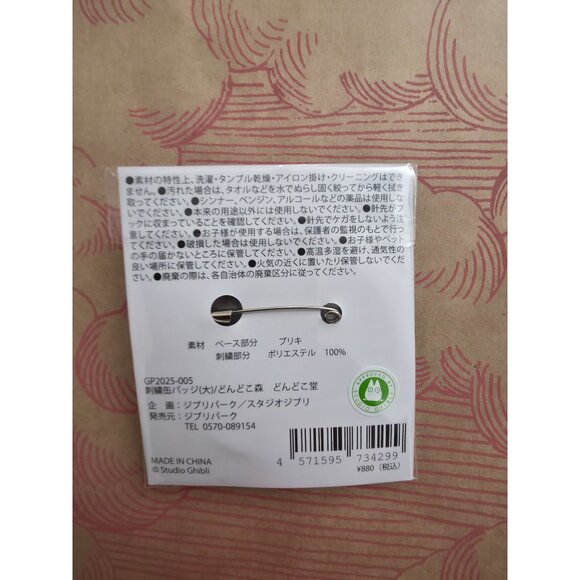 ●素材の特性上、洗濯・タンブル乾燥・アイロン掛け・クリーニングはでき
ません。●汚れた場合は、タオルなどを水でぬらし固く絞ってから軽く拭き
取ってください。●シンナー、ベンジン、アルコールなどの薬品は使用しな
いでください。●本来の用途以外には使用しないでください。●針先がフ
ックに収まっていることを確認してください。●針先でケガをしないよう注
意してください。●お子様が使用する場合は、保護者の監視のもとで行って
ください。●破損した場合は使用しないでください。●お子様やペット
の手の届かないところに保管してください。●高温多湿を避け、通気性の
良い場所に保管してください。●火気の近くに置いたり保管しないでくだ
さい。●廃棄の際は、各自治体の廃棄区分に従ってください。
素材 ベース部分 ブリキ
刺繍部分 ポリエステル 100%
GP2025-005
刺繍缶バッジ(大)/どんどこ森 どんどこ堂
企 画：ジブリパーク／スタジオジブリ
発売元：ジブリパーク
TEL 0570-089154
MADE IN CHINA
© Studio Ghibli
4 571595 734299
¥880（税込）